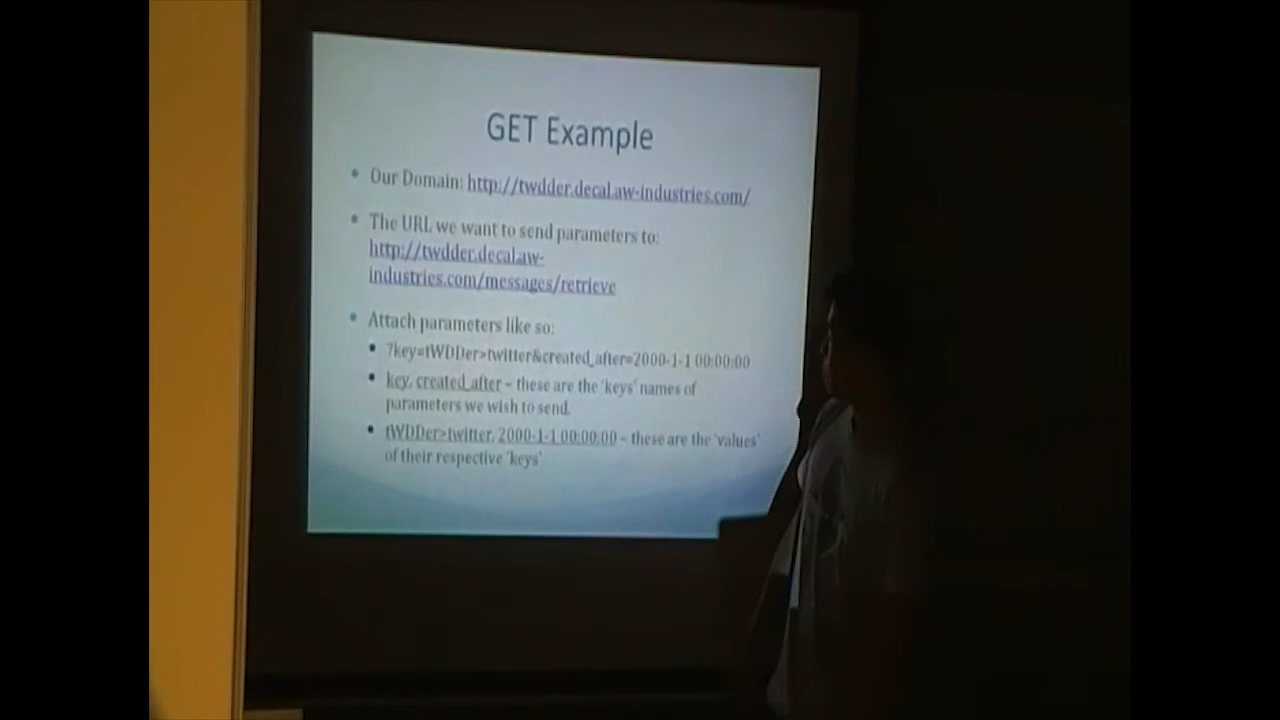 GET Example
• Our Domain: http://twdder.decal.aw-industries.com/
• The URL we want to send parameters to:
http://twdder.decal.aw-
industries.com/messages/retrieve
• Attach parameters like so:
• ?key=tWDDer>twitter&created_after=2000-1-1 00:00:00
• key, created_after – these are the 'keys' names of
parameters we wish to send.
• tWDDer>twitter, 2000-1-1 00:00:00 – these are the 'values'
of their respective 'keys'